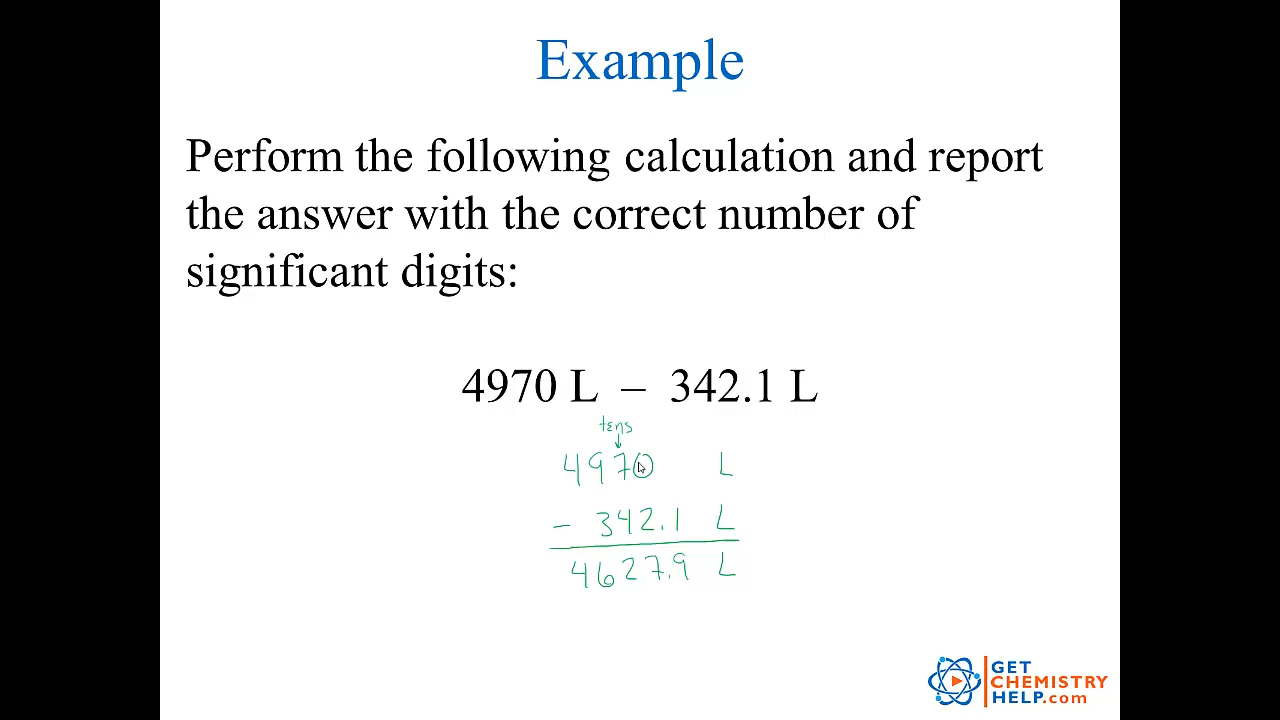 Example
Perform the following calculation and report
the answer with the correct number of
significant digits:
4970 L – 342.1 L
tens
4970 L
- 342.1 L
4627.9 L
GET
CHEMISTRY
HELP.com